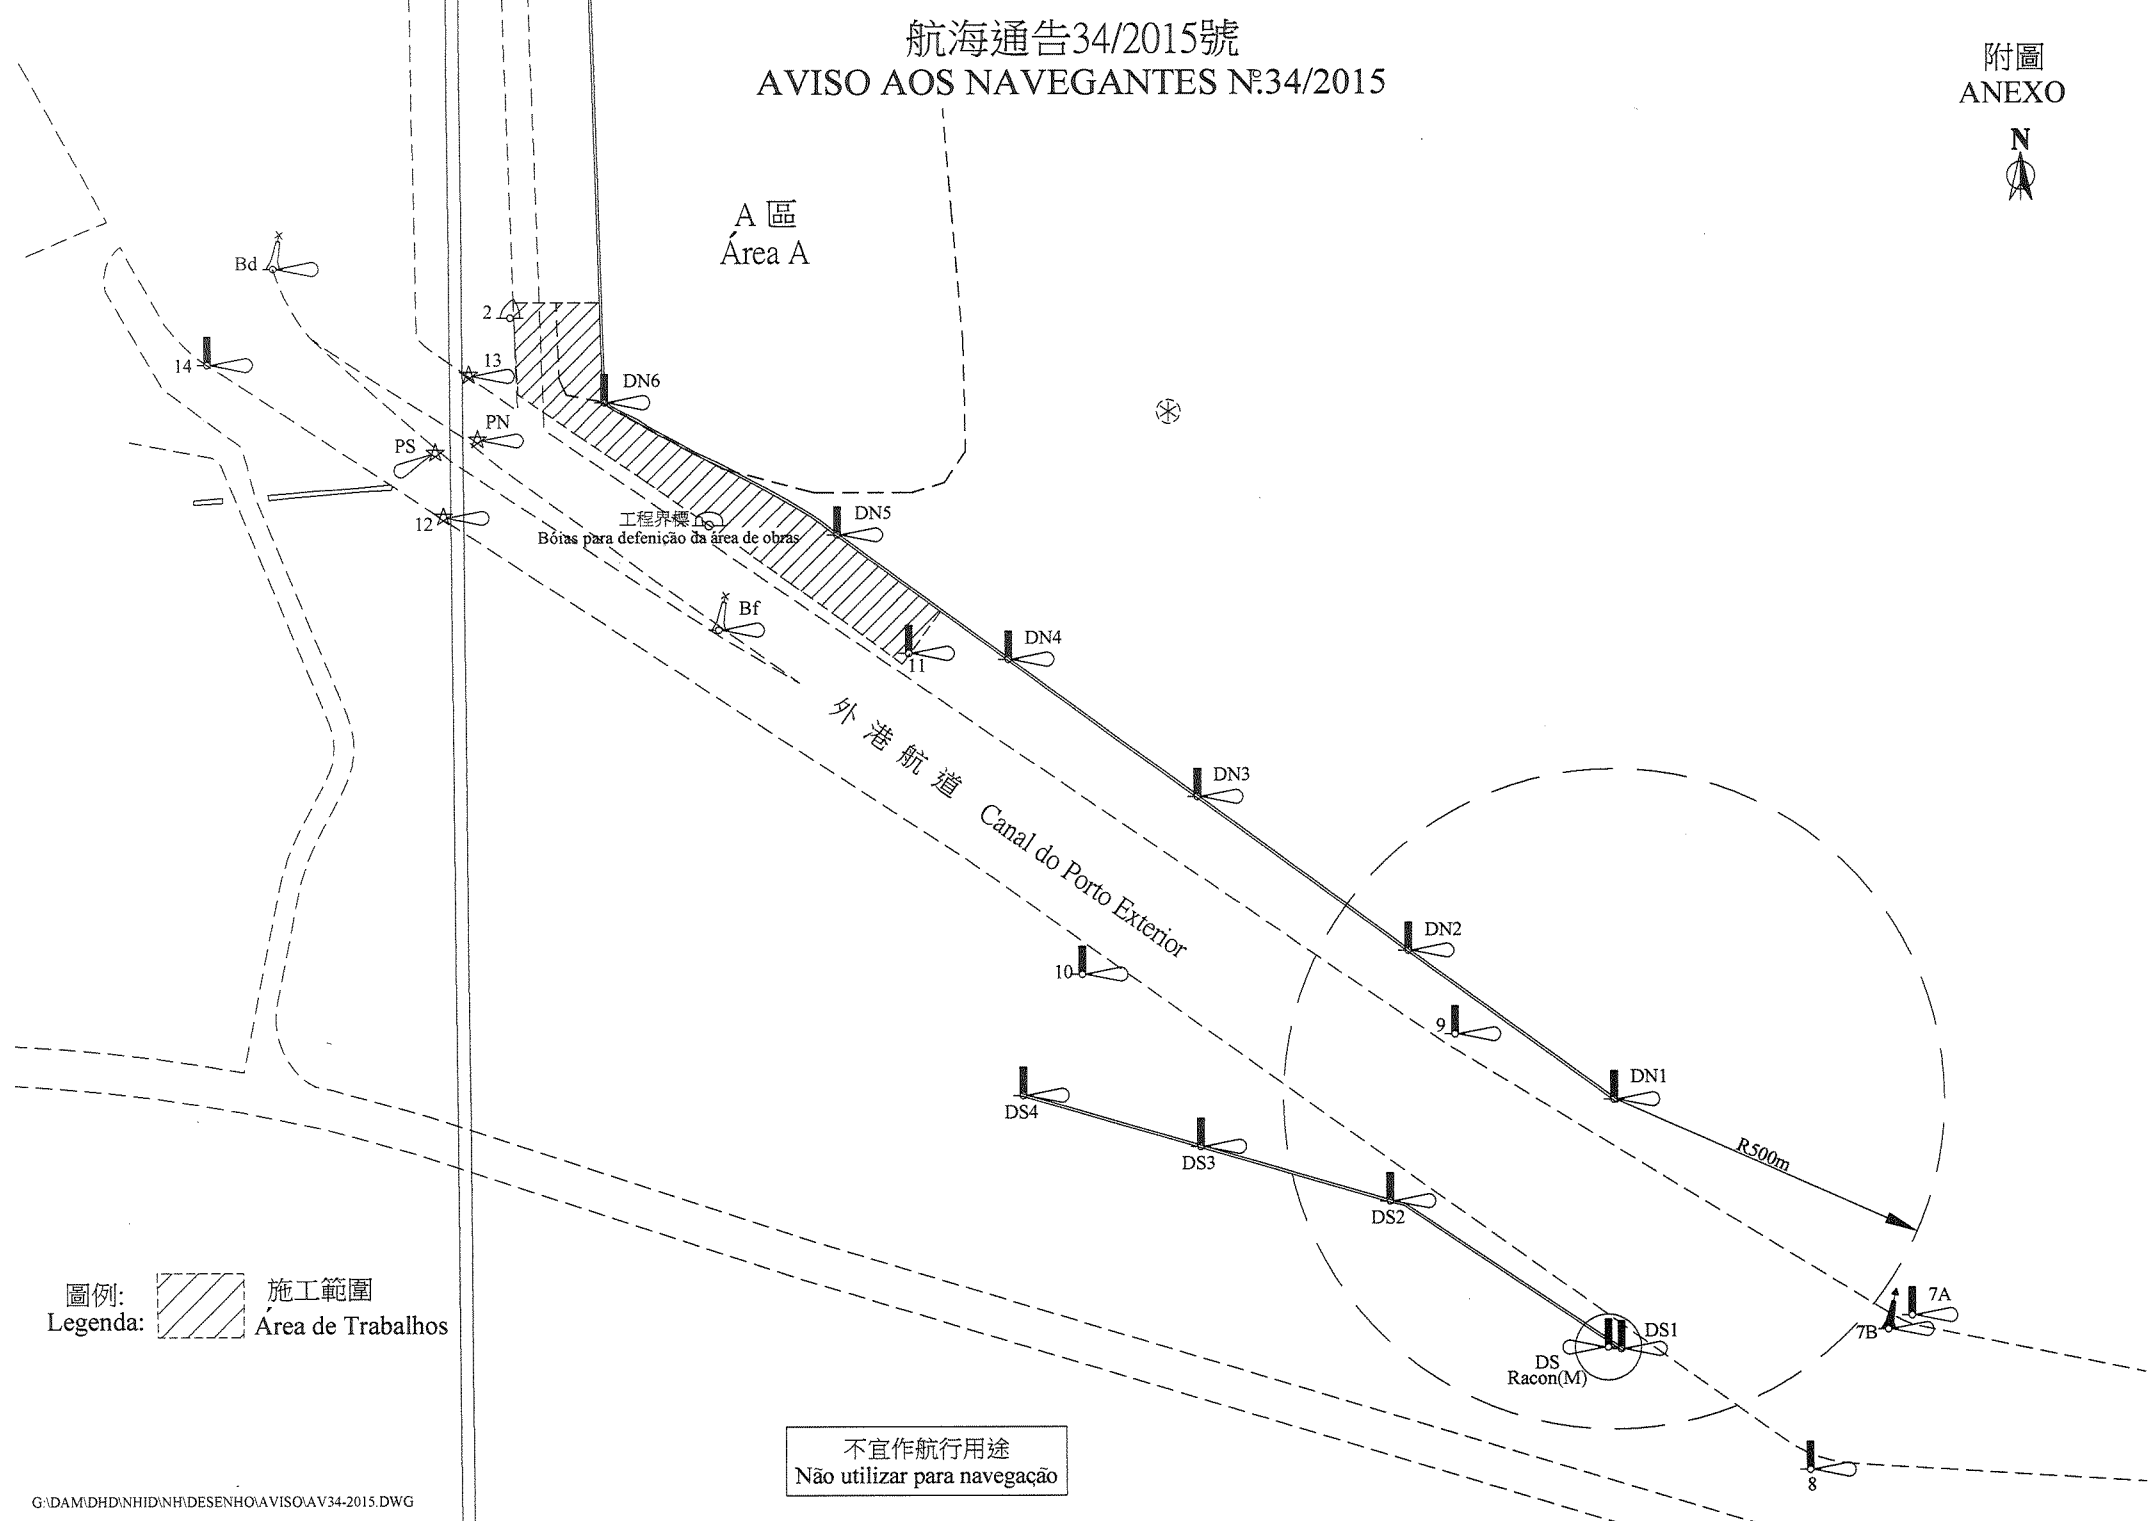 航海通告34/2015號
AVISO AOS NAVEGANTES Nº.34/2015
附圖
ANEXO
N
A 區
Área A
Bd
2
14
13
DN6
PN
PS
12
工程界標
Bóias para defenição da área de obras
DN5
Bf
11
DN4
外港航道 Canal do Porto Exterior
DN3
DN2
10
9
DN1
DS4
DS3
R500m
DS2
圖例:
Legenda:
施工範圍
Área de Trabalhos
7A
7B
DS1
DS
Racon(M)
8
不宜作航行用途
Não utilizar para navegação
G:\DAM\DHD\NHID\NH\DESENHO\AVISO\AV34-2015.DWG